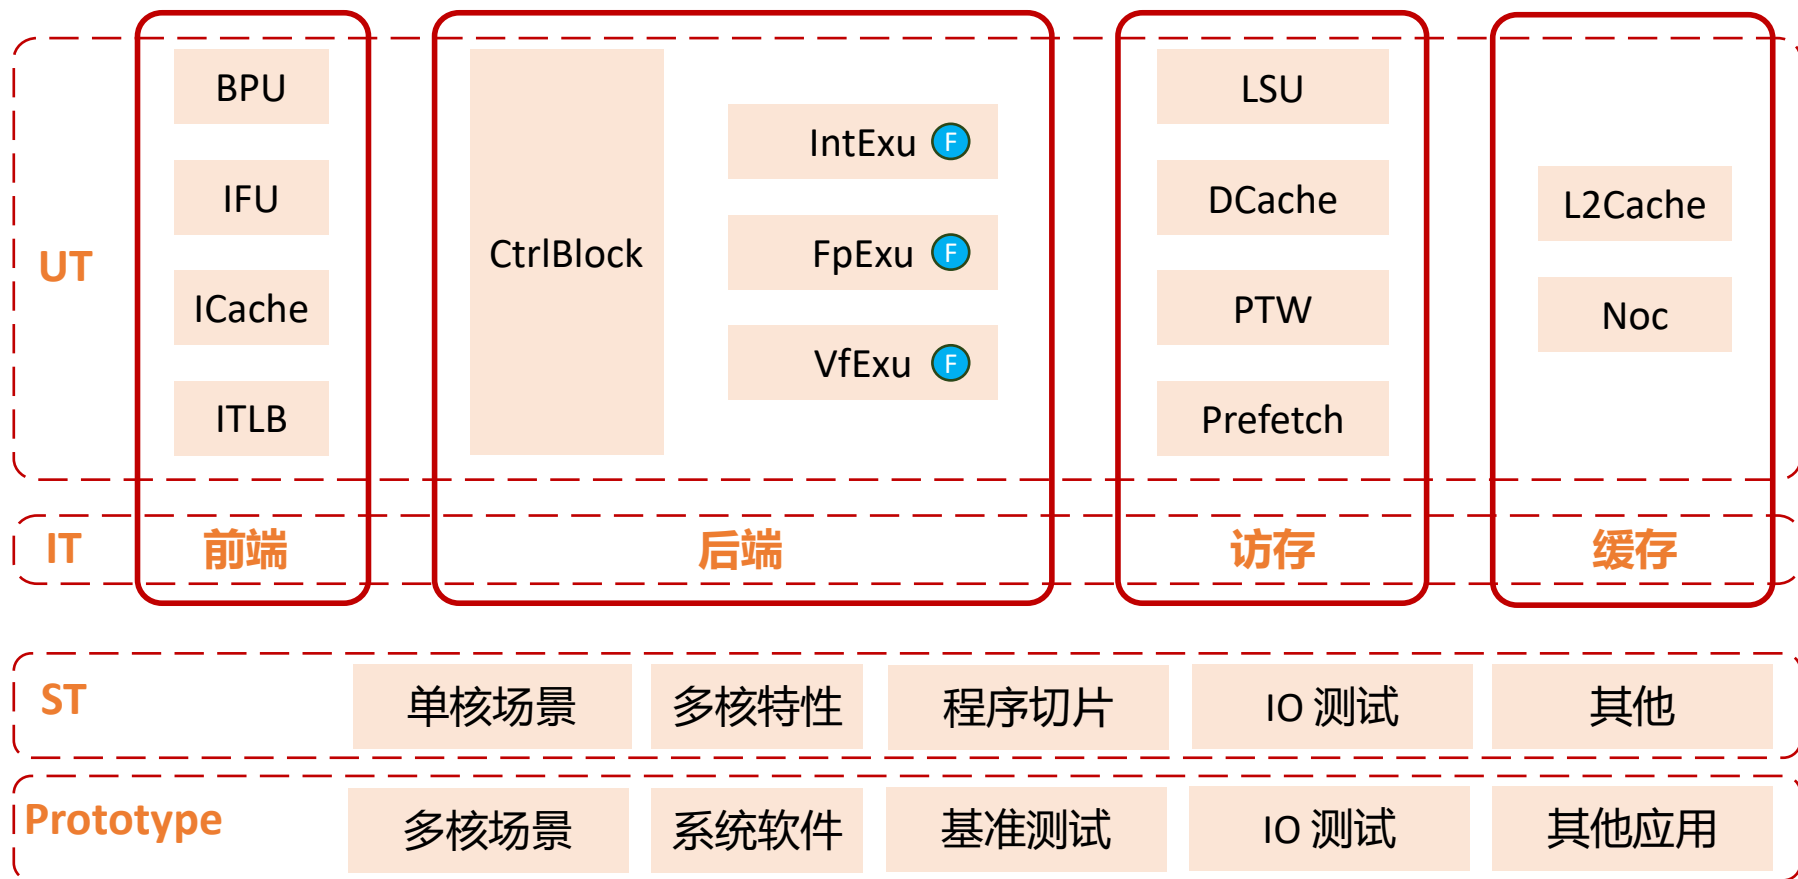 UT
BPU
IFU
ICache
ITLB
CtrlBlock
IntExu F
FpExu F
VfExu F
LSU
DCache
PTW
Prefetch
L2Cache
Noc
IT 前端 后端 访存 缓存
ST 单核场景 多核特性 程序切片 IO 测试 其他
Prototype 多核场景 系统软件 基准测试 IO 测试 其他应用